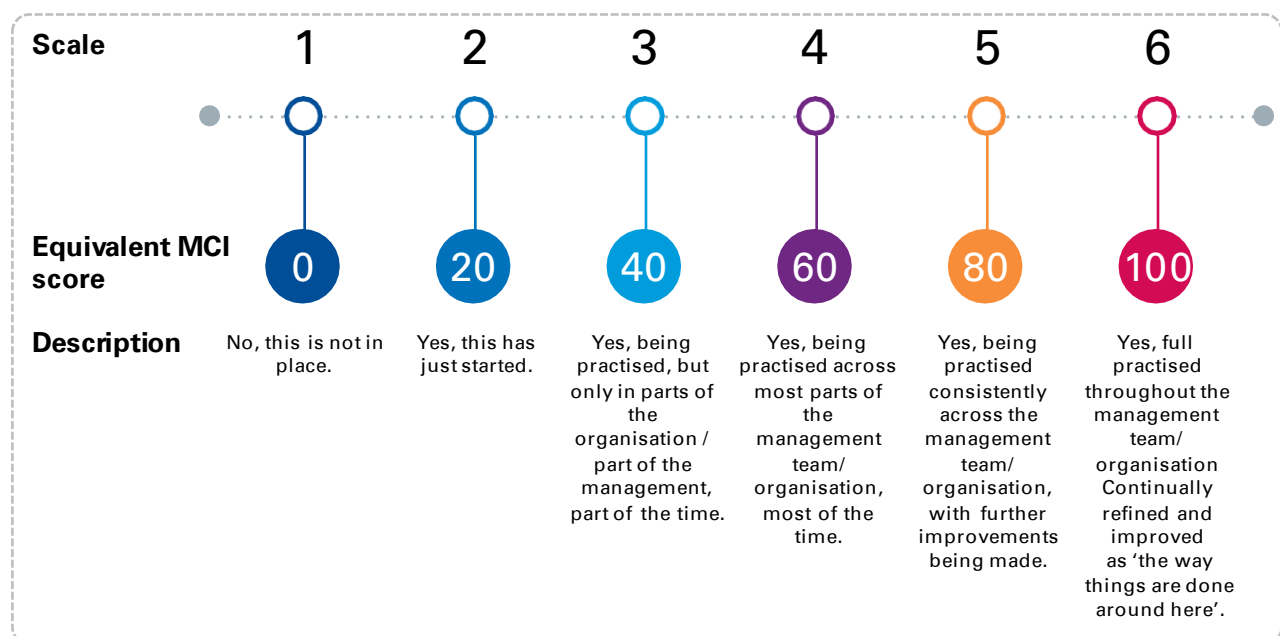 Scale
1 2 3 4 5 6
Equivalent MCI
score
0 20 40 60 80 100
Description
No, this is not in
place.
Yes, this has
just started.
Yes, being
practised, but
only in parts of
the
organisation /
part of the
management,
part of the time.
Yes, being
practised across
most parts of
the
management
team/
organisation,
most of the
time.
Yes, being
practised
consistently
across the
management
team/
organisation,
with further
improvements
being made.
Yes, full
practised
throughout the
management
team/
organisation
Continually
refined and
improved
as ‘the way
things are done
around here’.